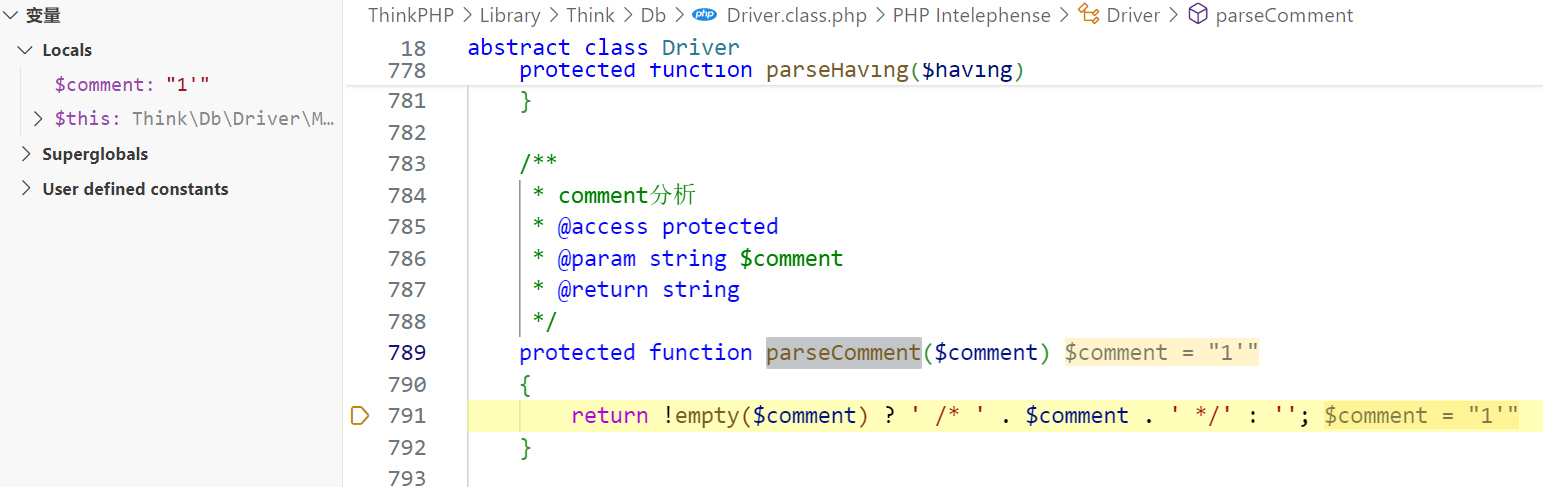 变量
Locals
$comment: "1'"
$this: Think\Db\Driver\M...
Superglobals
User defined constants
ThinkPHP > Library > Think > Db > php Driver.class.php > PHP Intelephense > Driver > parseComment
18 abstract class Driver
778 protected function parseHaving($having)
781 }
782
783 /**
784 * comment分析
785 * @access protected
786 * @param string $comment
787 * @return string
788 */
789 protected function parseComment($comment) $comment = "1'"
790 {
791 return !empty($comment) ? ' /* ' . $comment . ' */' : ''; $comment = "1'"
792 }
793